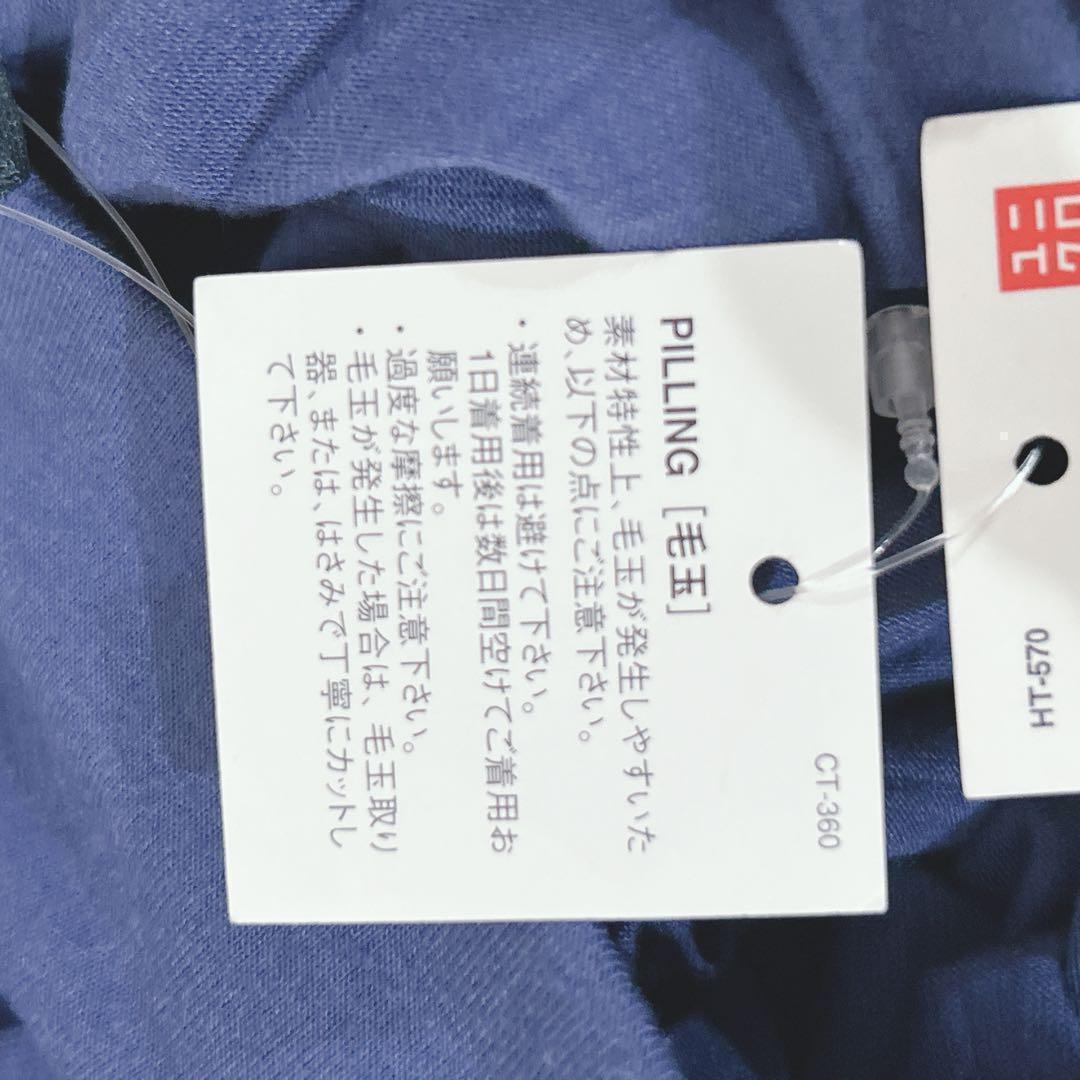 CT-360
PILLING [毛玉]
素材特性上、毛玉が発生しやすいた
め、以下の点にご注意下さい。
・連続着用は避けて下さい。
1日着用後は数日間空けてご着用お
願いします。
・過度な摩擦にご注意下さい。
・毛玉が発生した場合は、毛玉取り
器、または、はさみで丁寧にカットし
て下さい。
HT-570